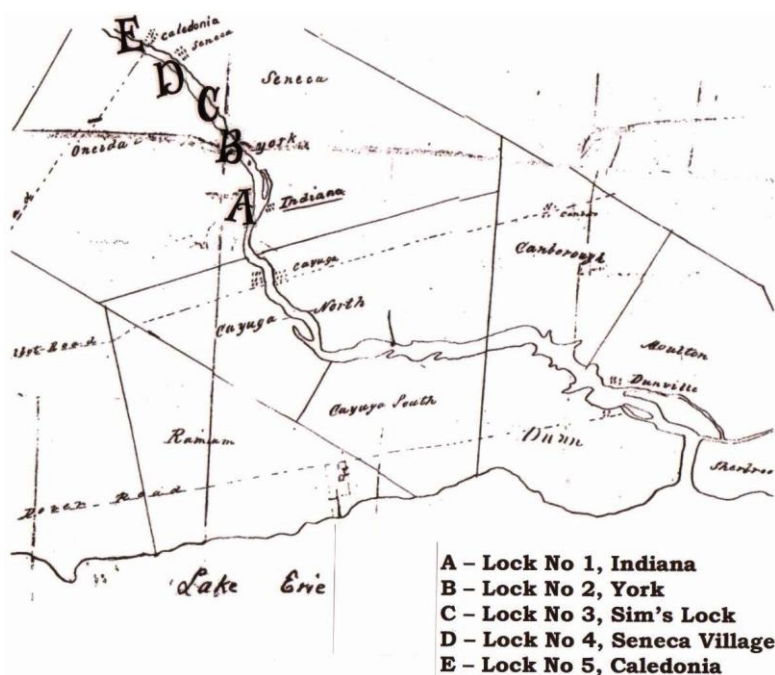 E
Caledonia
Seneca
D
Seneca
C
B
Oneida
York
A
Indiana
Cayuga
Canborough
Cayuga North
Moulton
Dunville
Cayuga South
Dunn
Road
Lake Erie
A – Lock No 1, Indiana
B – Lock No 2, York
C – Lock No 3, Sim's Lock
D – Lock No 4, Seneca Village
E – Lock No 5, Caledonia